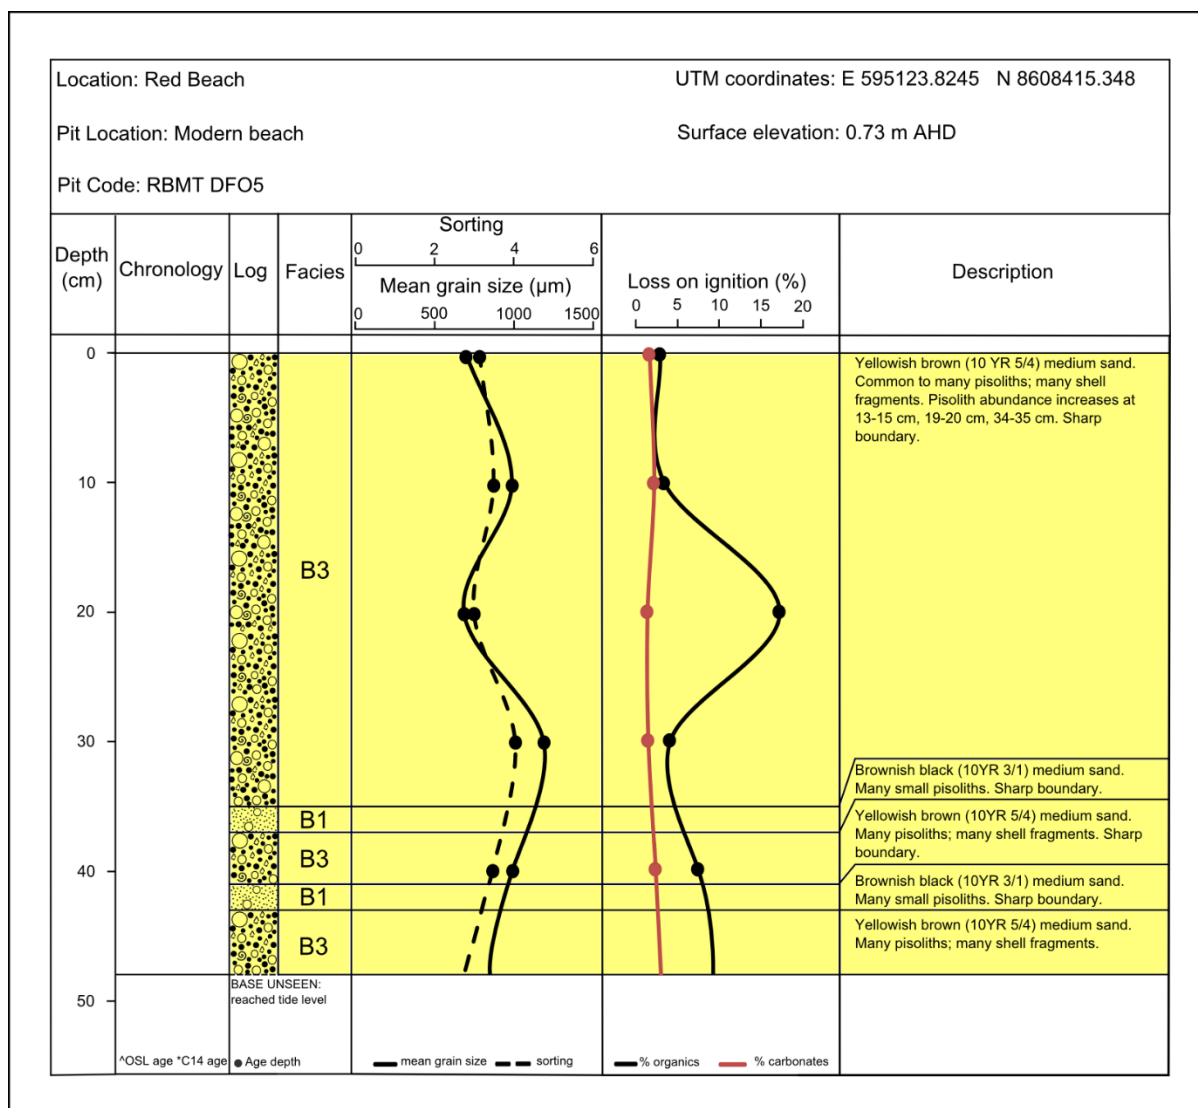 Location: Red Beach
UTM coordinates: E 595123.8245 N 8608415.348
Pit Location: Modern beach
Surface elevation: 0.73 m AHD
Pit Code: RBMT DFO5
Depth
(cm)
Chronology
Log
Facies
Sorting
0 2 4 6
Mean grain size (µm)
0 500 1000 1500
Loss on ignition (%)
0 5 10 15 20
Description
0
10
20
30
40
50
B3
B1
B3
B1
B3
Yellowish brown (10 YR 5/4) medium sand.
Common to many pisoliths; many shell
fragments. Pisolith abundance increases at
13-15 cm, 19-20 cm, 34-35 cm. Sharp
boundary.
Brownish black (10YR 3/1) medium sand.
Many small pisoliths. Sharp boundary.
Yellowish brown (10YR 5/4) medium sand.
Many pisoliths; many shell fragments. Sharp
boundary.
Brownish black (10YR 3/1) medium sand.
Many small pisoliths. Sharp boundary.
Yellowish brown (10YR 5/4) medium sand.
Many pisoliths; many shell fragments.
BASE UNSEEN:
reached tide level
^OSL age *C14 age
Age depth
mean grain size
sorting
% organics
% carbonates